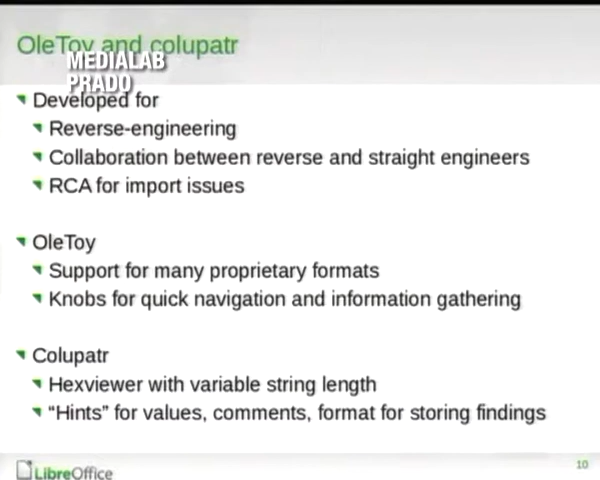 OleToy and colupatr
MEDIALAB
PRADO
Developed for
Reverse-engineering
Collaboration between reverse and straight engineers
RCA for import issues
OleToy
Support for many proprietary formats
Knobs for quick navigation and information gathering
Colupatr
Hexviewer with variable string length
“Hints” for values, comments, format for storing findings
LibreOffice
10